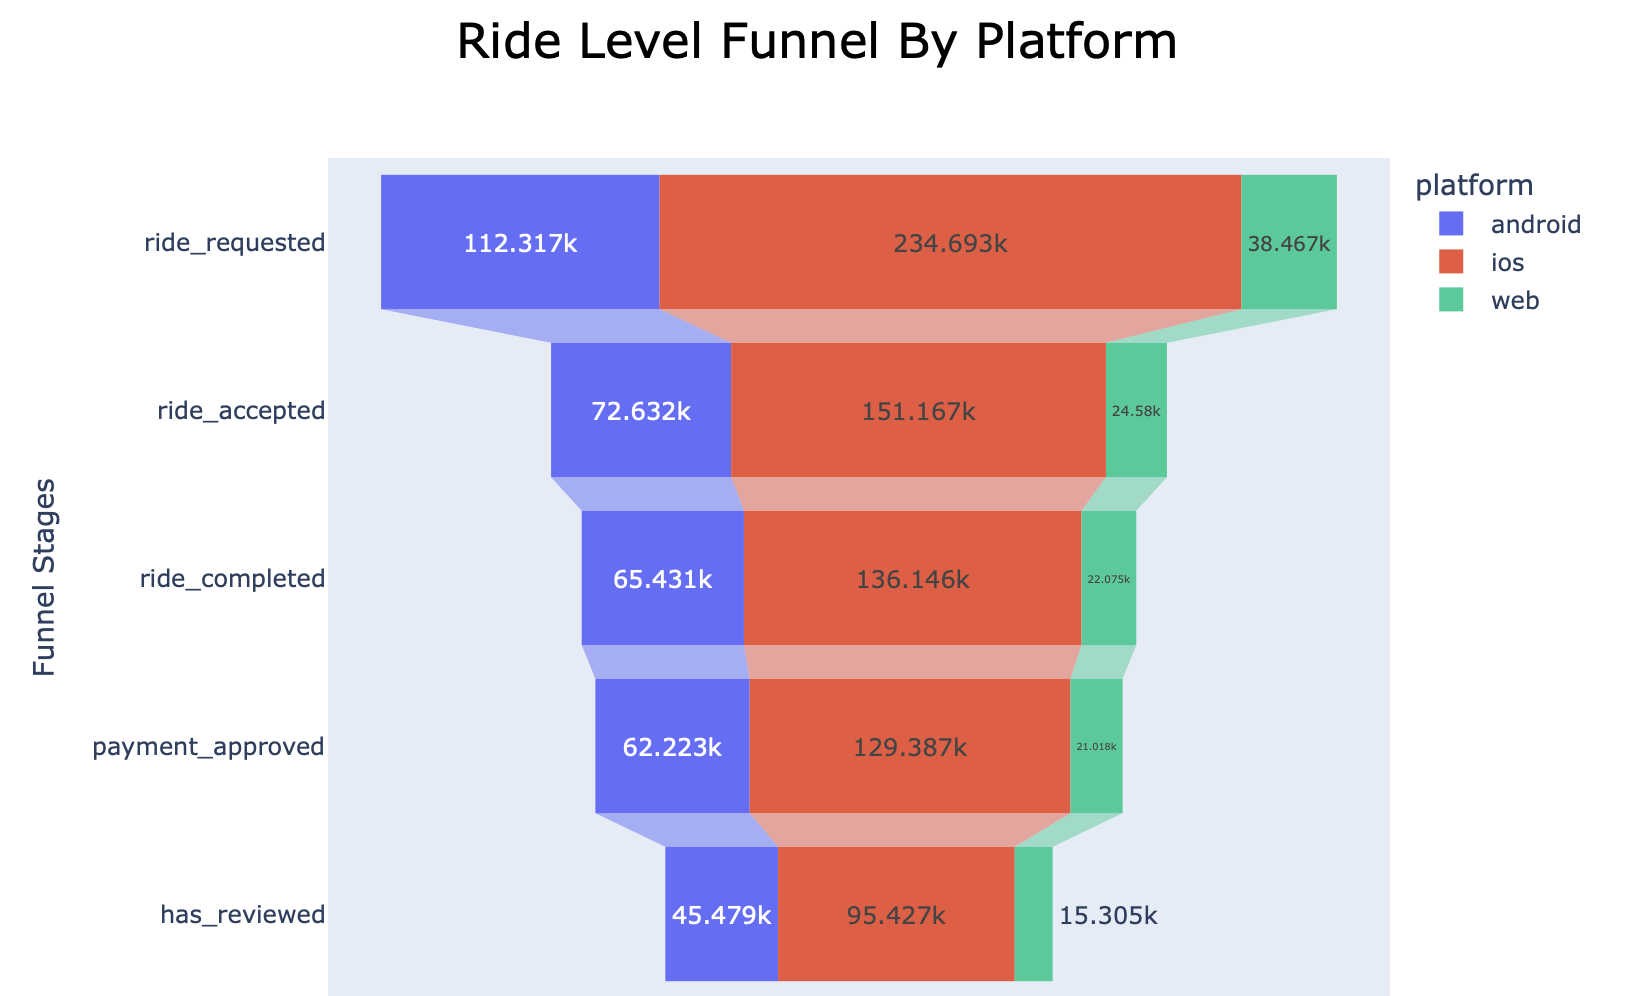 Ride Level Funnel By Platform
platform
android
ios
web
Funnel Stages
ride_requested
112.317k
234.693k
38.467k
ride_accepted
72.632k
151.167k
24.58k
ride_completed
65.431k
136.146k
22.075k
payment_approved
62.223k
129.387k
21.018k
has_reviewed
45.479k
95.427k
15.305k